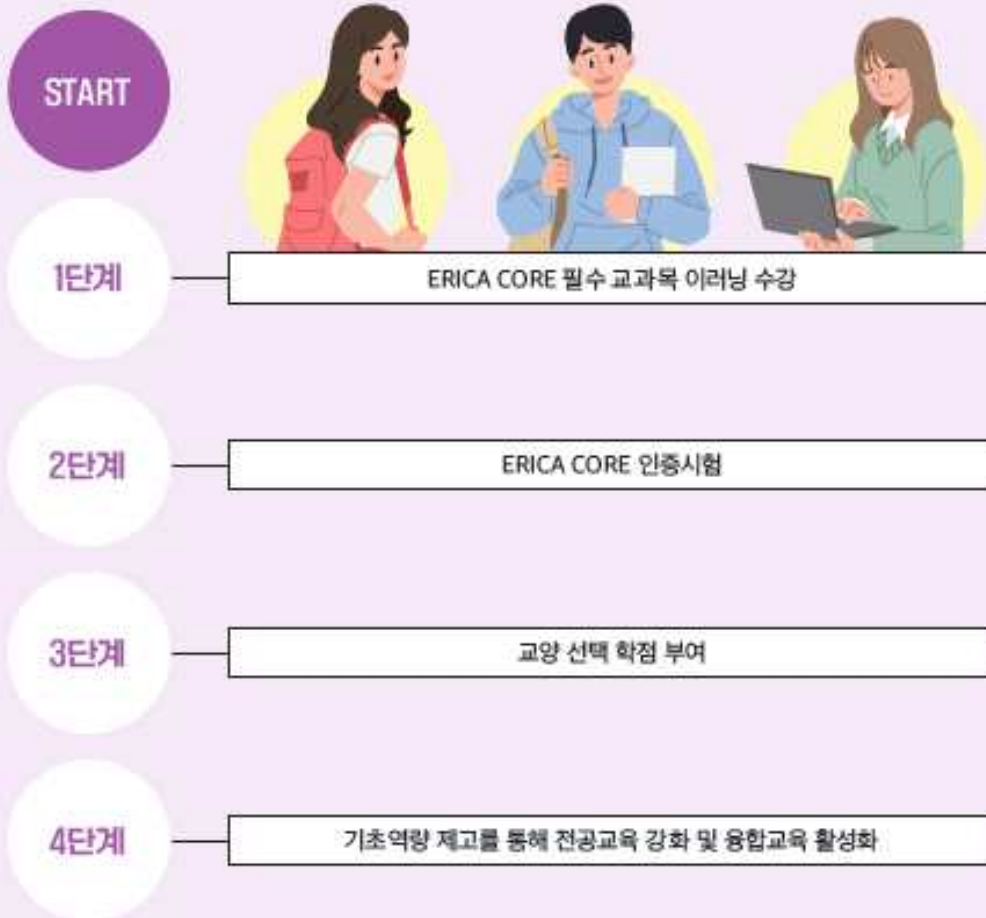 START
1단계
ERICA CORE 필수 교과목 이러닝 수강
2단계
ERICA CORE 인증시험
3단계
교양 선택 학점 부여
4단계
기초역량 제고를 통해 전공교육 강화 및 융합교육 활성화